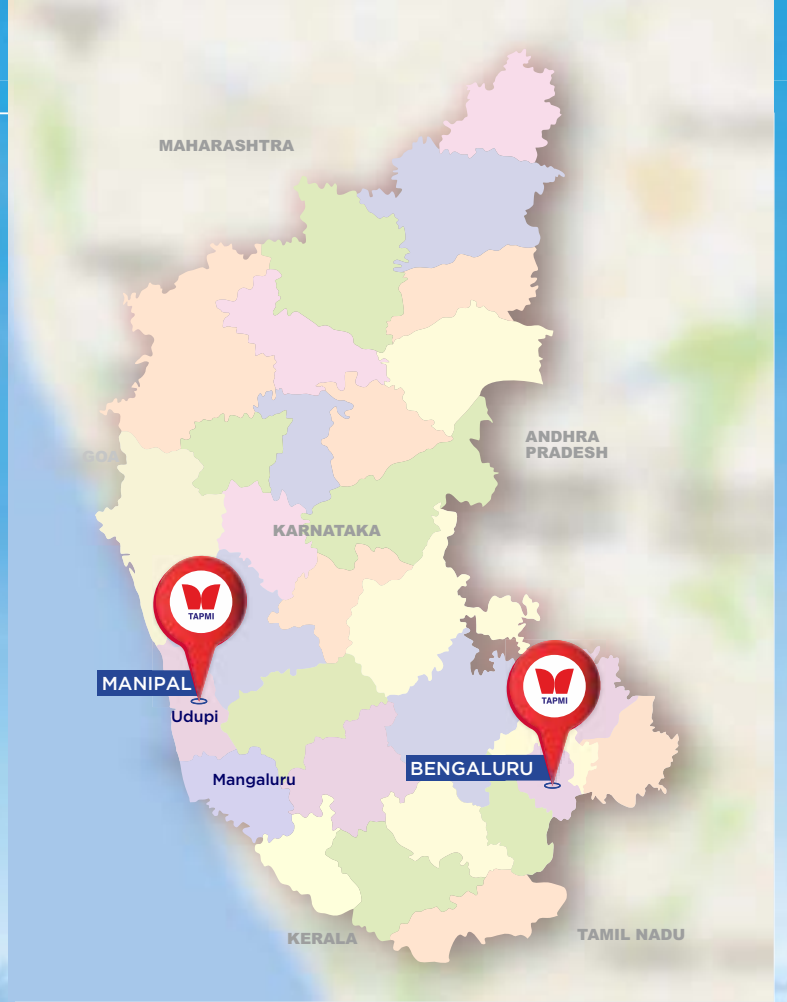 MAHARASHTRA
ANDHRA
PRADESH
GOA
KARNATAKA
TAPMI
MANIPAL
Udupi
TAPMI
BENGALURU
Mangaluru
KERALA
TAMIL NADU